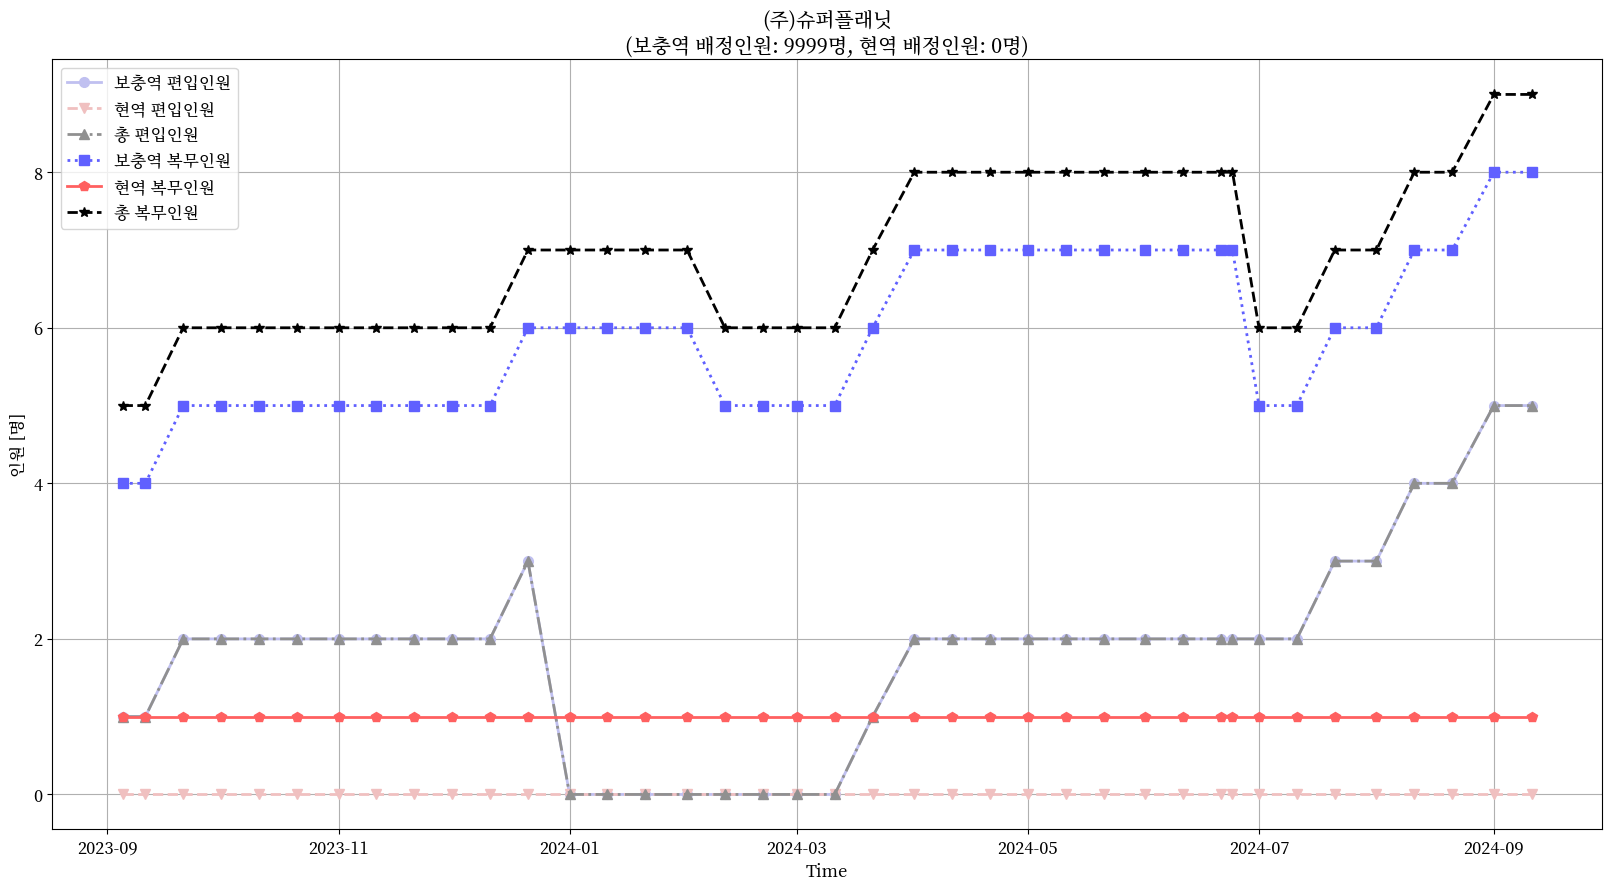 (주)슈퍼플래닛
(보충역 배정인원: 9999명, 현역 배정인원: 0명)
보충역 편입인원
현역 편입인원
총 편입인원
보충역 복무인원
현역 복무인원
총 복무인원
인원 [명]
8
6
4
2
0
2023-09
2023-11
2024-01
2024-03
2024-05
2024-07
2024-09
Time